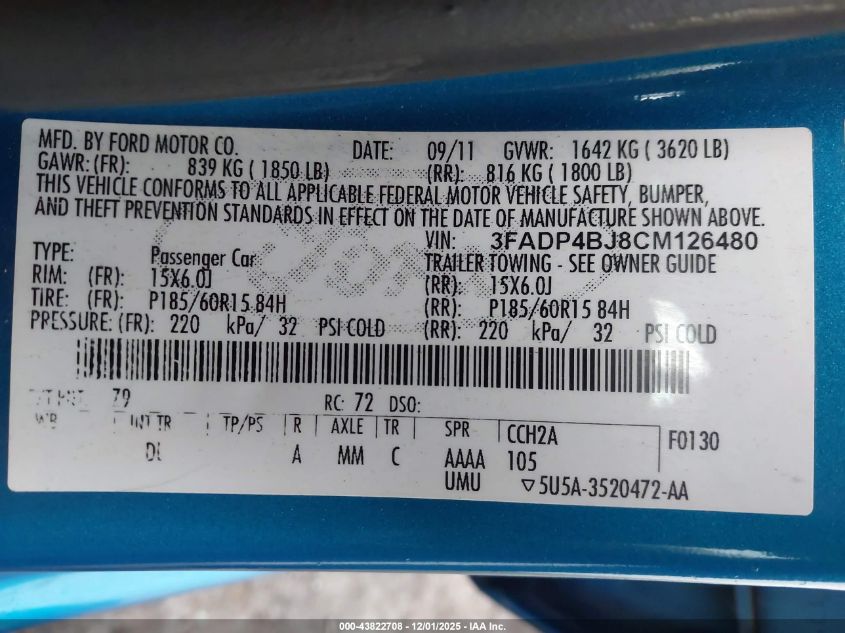 MFD. BY FORD MOTOR CO.
DATE: 09/11 GVWR: 1642 KG ( 3620 LB)
GAWR: (FR): 839 KG ( 1850 LB) (RR): 816 KG ( 1800 LB)
THIS VEHICLE CONFORMS TO ALL APPLICABLE FEDERAL MOTOR VEHICLE SAFETY, BUMPER,
AND THEFT PREVENTION STANDARDS IN EFFECT ON THE DATE OF MANUFACTURE SHOWN ABOVE.
VIN: 3FADP4BJ8CM126480
TYPE: Passenger Car TRAILER TOWING - SEE OWNER GUIDE
RIM: (FR): 15X6.0J (RR): 15X6.0J
TIRE: (FR): P185/60R15 84H (RR): P185/60R15 84H
PRESSURE: (FR): 220 kPa/ 32 PSI COLD (RR): 220 kPa/ 32 PSI COLD
79 RC: 72 DSO:
WB INT TR TP/PS R AXLE TR SPR CCH2A F0130
A MM C AAAA 105
UMU 5U5A-3520472-AA
000-43822708 - 12/01/2025 - IAA Inc.